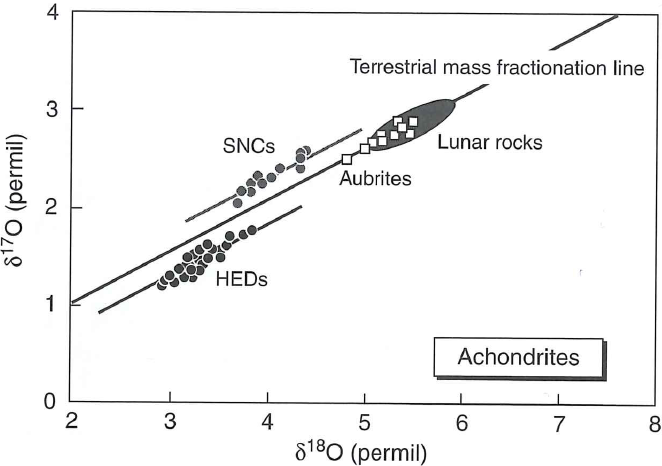 4
3
2
1
0
2
3
4
5
6
7
8
δ¹⁷O (permil)
δ¹⁸O (permil)
Terrestrial mass fractionation line
SNCs
Lunar rocks
Aubrites
HEDs
Achondrites